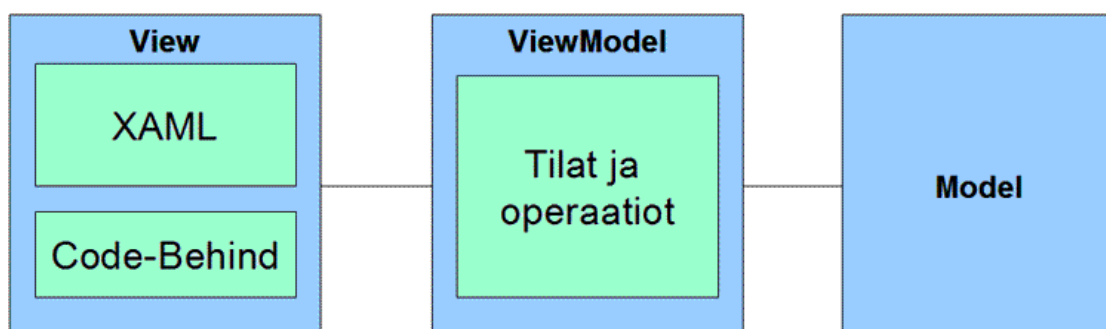 View
XAML
Code-Behind
ViewModel
Tilat ja
operaatiot
Model